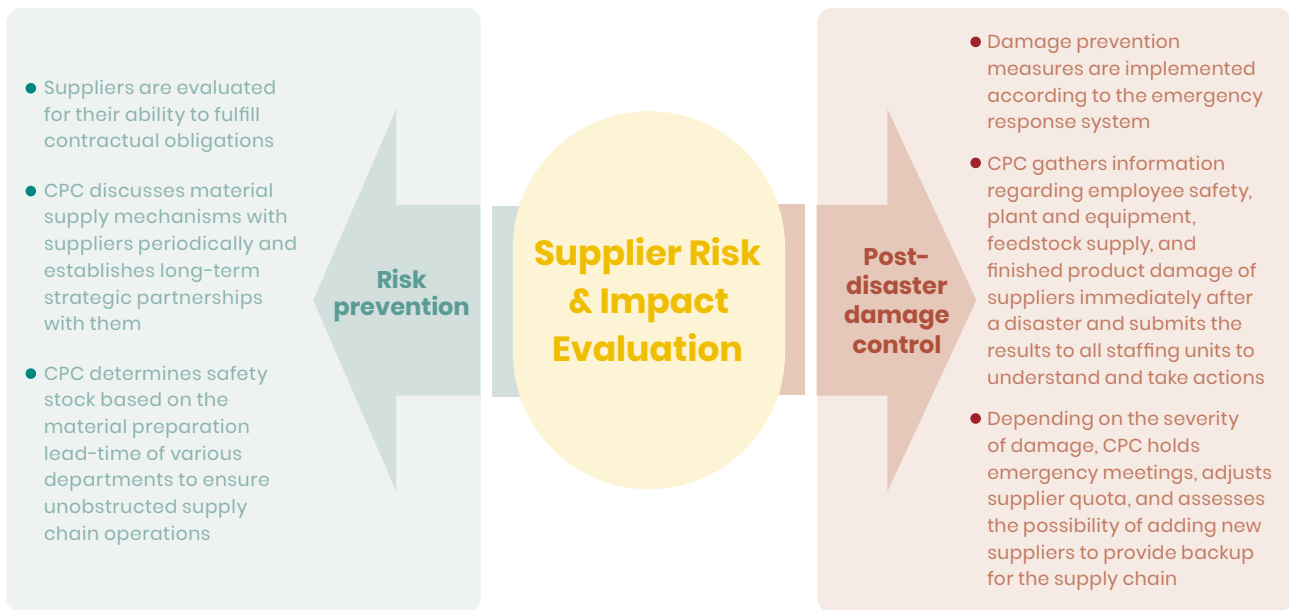 Suppliers are evaluated
for their ability to fulfill
contractual obligations
CPC discusses material
supply mechanisms with
suppliers periodically and
establishes long-term
strategic partnerships
with them
CPC determines safety
stock based on the
material preparation
lead-time of various
departments to ensure
unobstructed supply
chain operations
Risk
prevention
Supplier Risk
& Impact
Evaluation
Post-
disaster
damage
control
Damage prevention
measures are implemented
according to the emergency
response system
CPC gathers information
regarding employee safety,
plant and equipment,
feedstock supply, and
finished product damage of
suppliers immediately after
a disaster and submits the
results to all staffing units to
understand and take actions
Depending on the severity
of damage, CPC holds
emergency meetings, adjusts
supplier quota, and assesses
the possibility of adding new
suppliers to provide backup
for the supply chain